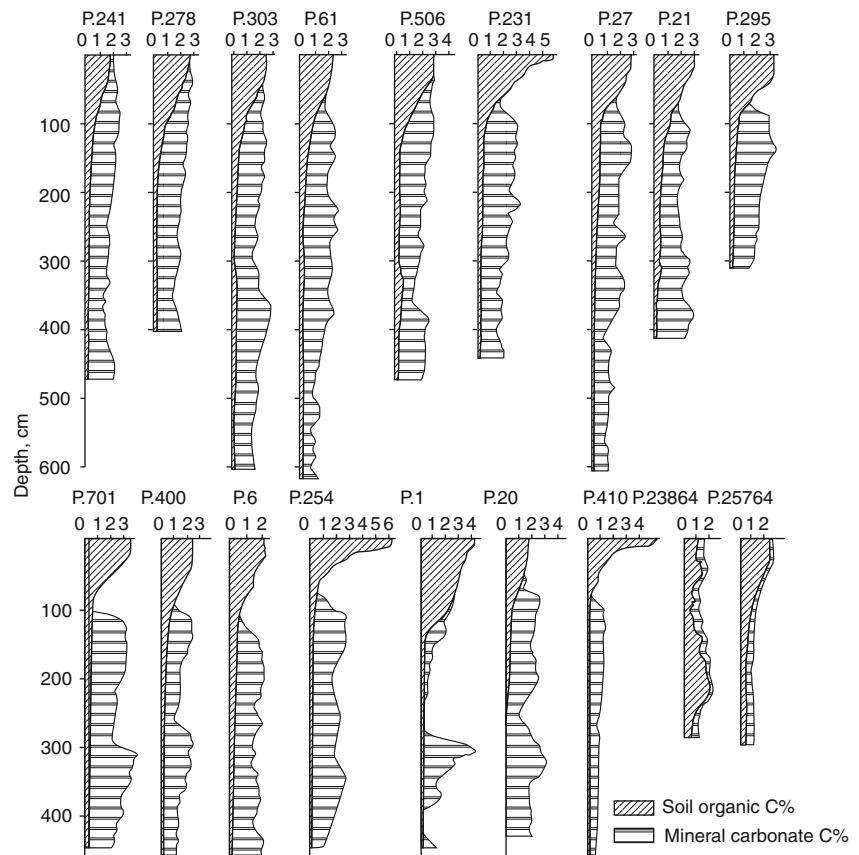 P.241 P.278 P.303 P.61 P.506 P.231 P.27 P.21 P.295
0 1 2 3 0 1 2 3 0 1 2 3 0 1 2 3 0 1 2 3 4 0 1 2 3 4 5 0 1 2 3 0 1 2 3 0 1 2 3
100
200
300
400
500
600
Depth, cm
P.701 P.400 P.6 P.254 P.1 P.20 P.410 P.23864 P.25764
0 1 2 3 0 1 2 3 0 1 2 0 1 2 3 4 5 6 0 1 2 3 4 0 1 2 3 4 0 1 2 3 4 0 1 2 0 1 2
100
200
300
400
Soil organic C%
Mineral carbonate C%